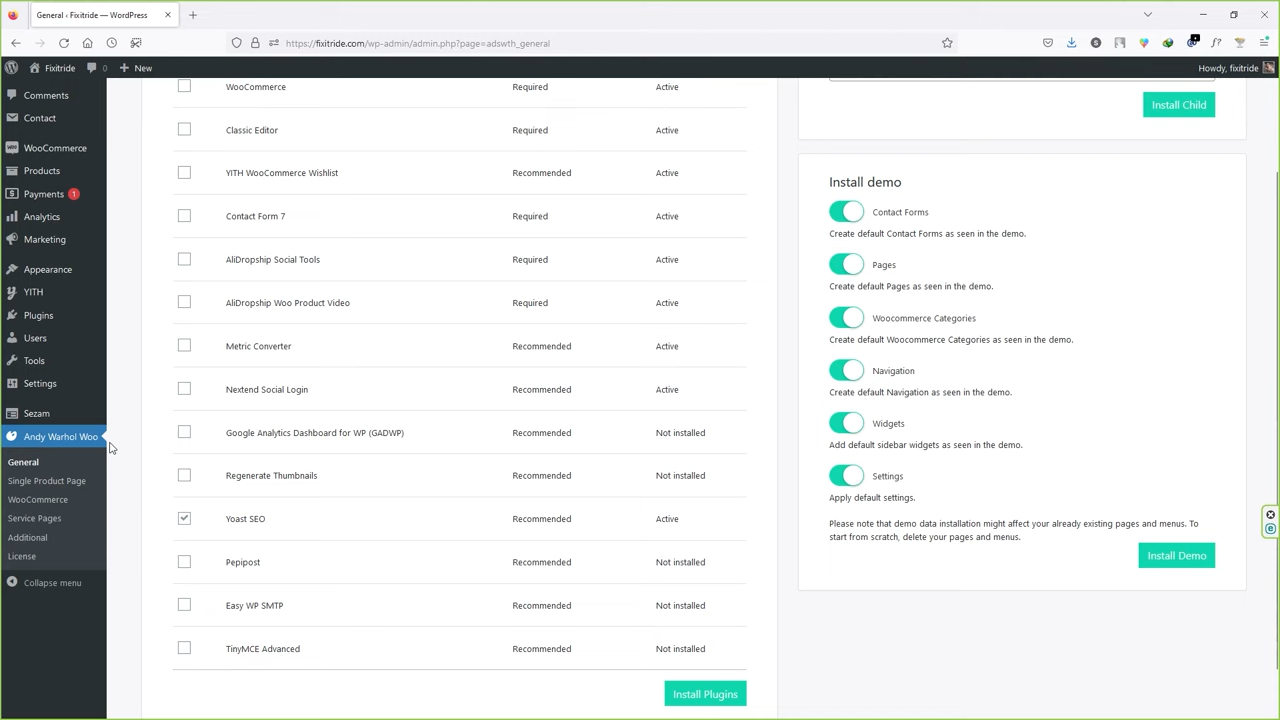 General ‹ Fixitride — WordPress
https://fixitride.com/wp-admin/admin.php?page=adswth_general
Fixitride
0
New
Howdy, fixitride
Comments
Contact
WooCommerce
Products
Payments 1
Analytics
Marketing
Appearance
YITH
Plugins
Users
Tools
Settings
Sezam
Andy Warhol Woo
General
Single Product Page
WooCommerce
Service Pages
Additional
License
Collapse menu
WooCommerce Required Active
Classic Editor Required Active
YITH WooCommerce Wishlist Recommended Active
Contact Form 7 Required Active
AliDropship Social Tools Required Active
AliDropship Woo Product Video Required Active
Metric Converter Recommended Active
Nextend Social Login Recommended Active
Google Analytics Dashboard for WP (GADWP) Recommended Not installed
Regenerate Thumbnails Recommended Not installed
Yoast SEO Recommended Active
Pepipost Recommended Not installed
Easy WP SMTP Recommended Not installed
TinyMCE Advanced Recommended Not installed
Install Plugins
Install Child
Install demo
Contact Forms
Create default Contact Forms as seen in the demo.
Pages
Create default Pages as seen in the demo.
Woocommerce Categories
Create default Woocommerce Categories as seen in the demo.
Navigation
Create default Navigation as seen in the demo.
Widgets
Add default sidebar widgets as seen in the demo.
Settings
Apply default settings.
Please note that demo data installation might affect your already existing pages and menus. To
start from scratch, delete your pages and menus.
Install Demo